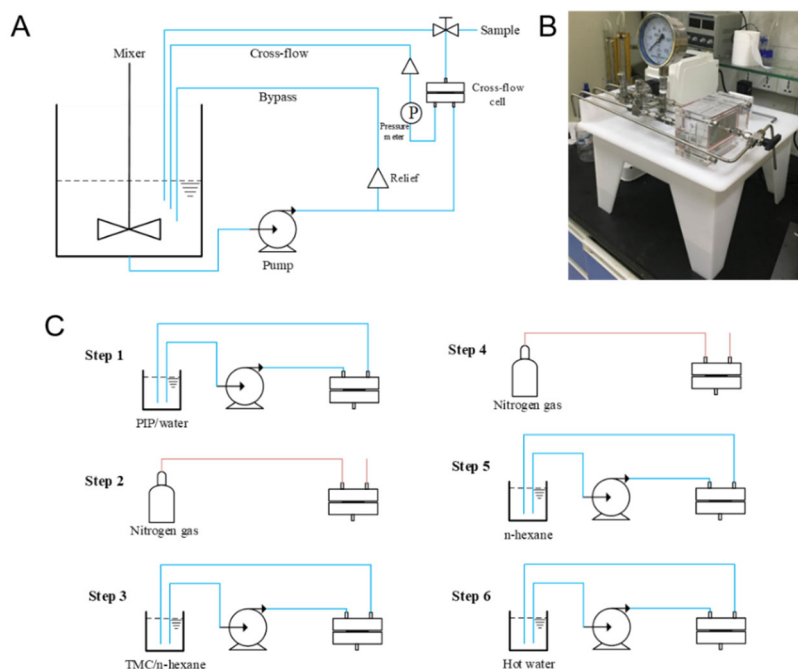 A
Mixer
Cross-flow
Bypass
Sample
Cross-flow
cell
P
Pressure
meter
Relief
Pump
B
C
Step 1
PIP/water
Step 2
Nitrogen gas
Step 3
TMC/n-hexane
Step 4
Nitrogen gas
Step 5
n-hexane
Step 6
Hot water